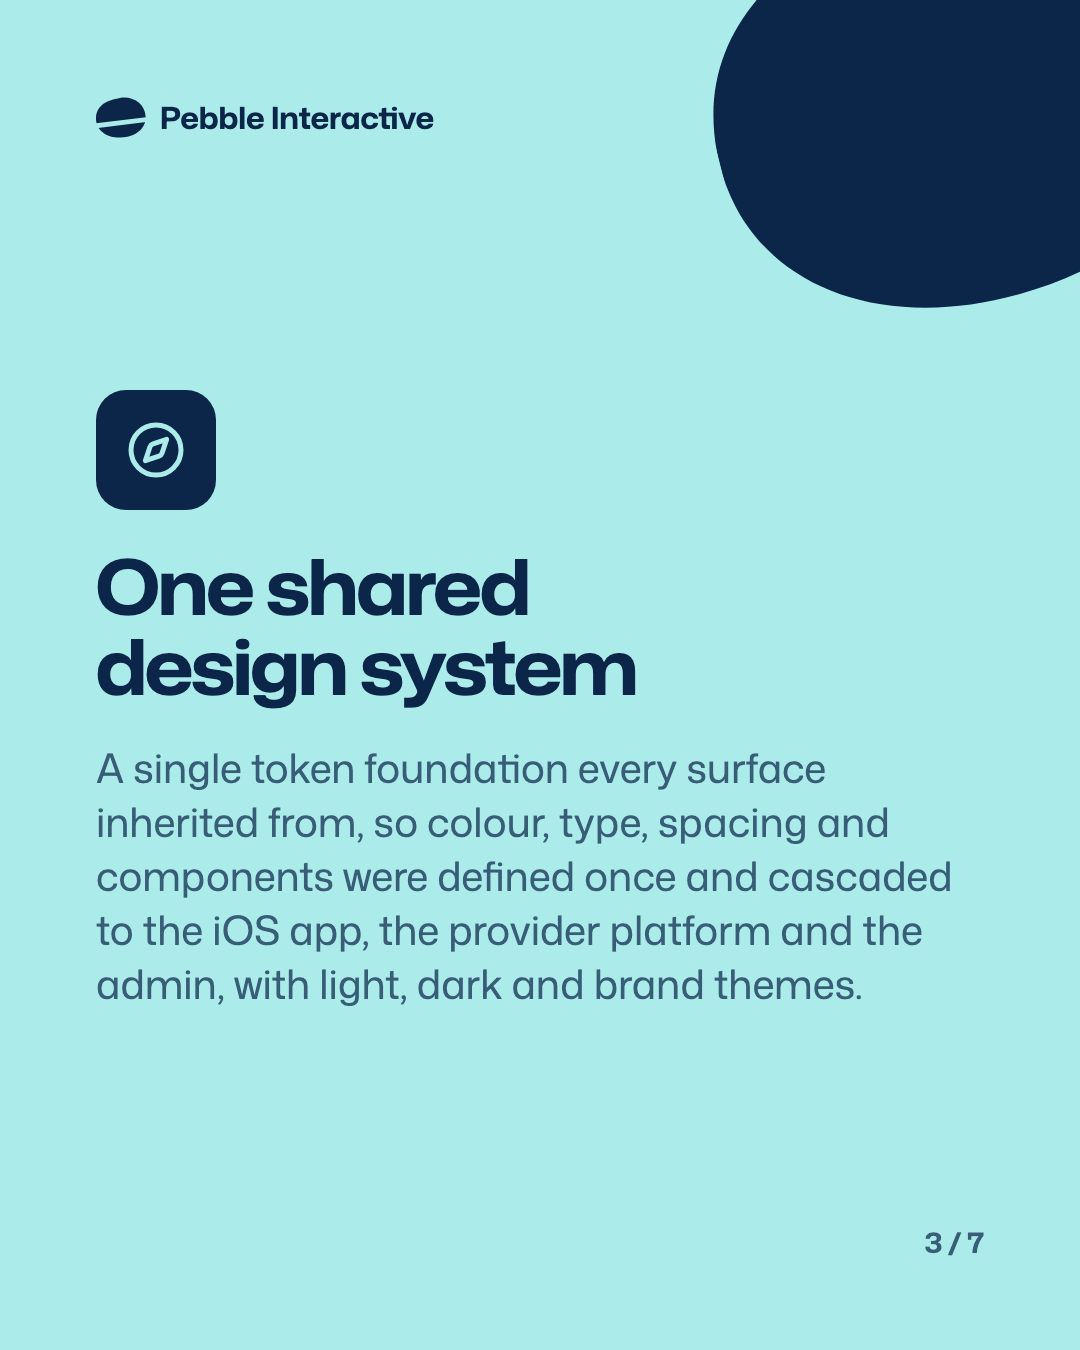 Pebble Interactive
One shared
design system
A single token foundation every surface
inherited from, so colour, type, spacing and
components were defined once and cascaded
to the iOS app, the provider platform and the
admin, with light, dark and brand themes.
3 / 7